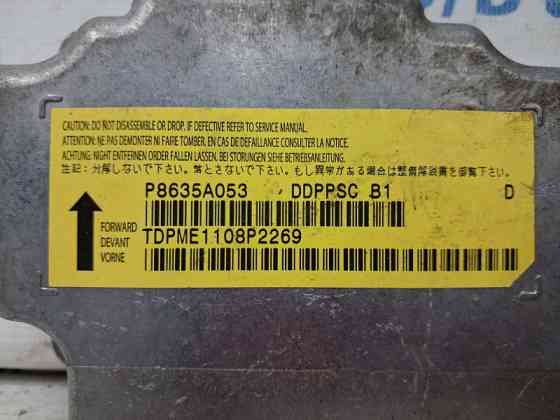 CAUTION: DO NOT DISASSEMBLE OR DROP. IF DEFECTIVE REFER TO SERVICE MANUAL.
ATTENTION: NE PAS DEMONTER NI FAIRE TOMBER. EN CAS DE DEFAILLANCE CONSULTER LA NOTICE.
ACHTUNG: NIGHT ENTFERNEN ORDER FALLEN LASSEN. BEI STORUNGEN SIEHE BETRIEBSANLEITUNG.
注記: 分解しないで下さい。落とさないで下さい。もし異常がある場合は整備解説書を御覧下さい。
P8635A053 DDPPSC B1 D
FORWARD
DEVANT
VORNE
TDPME1108P2269